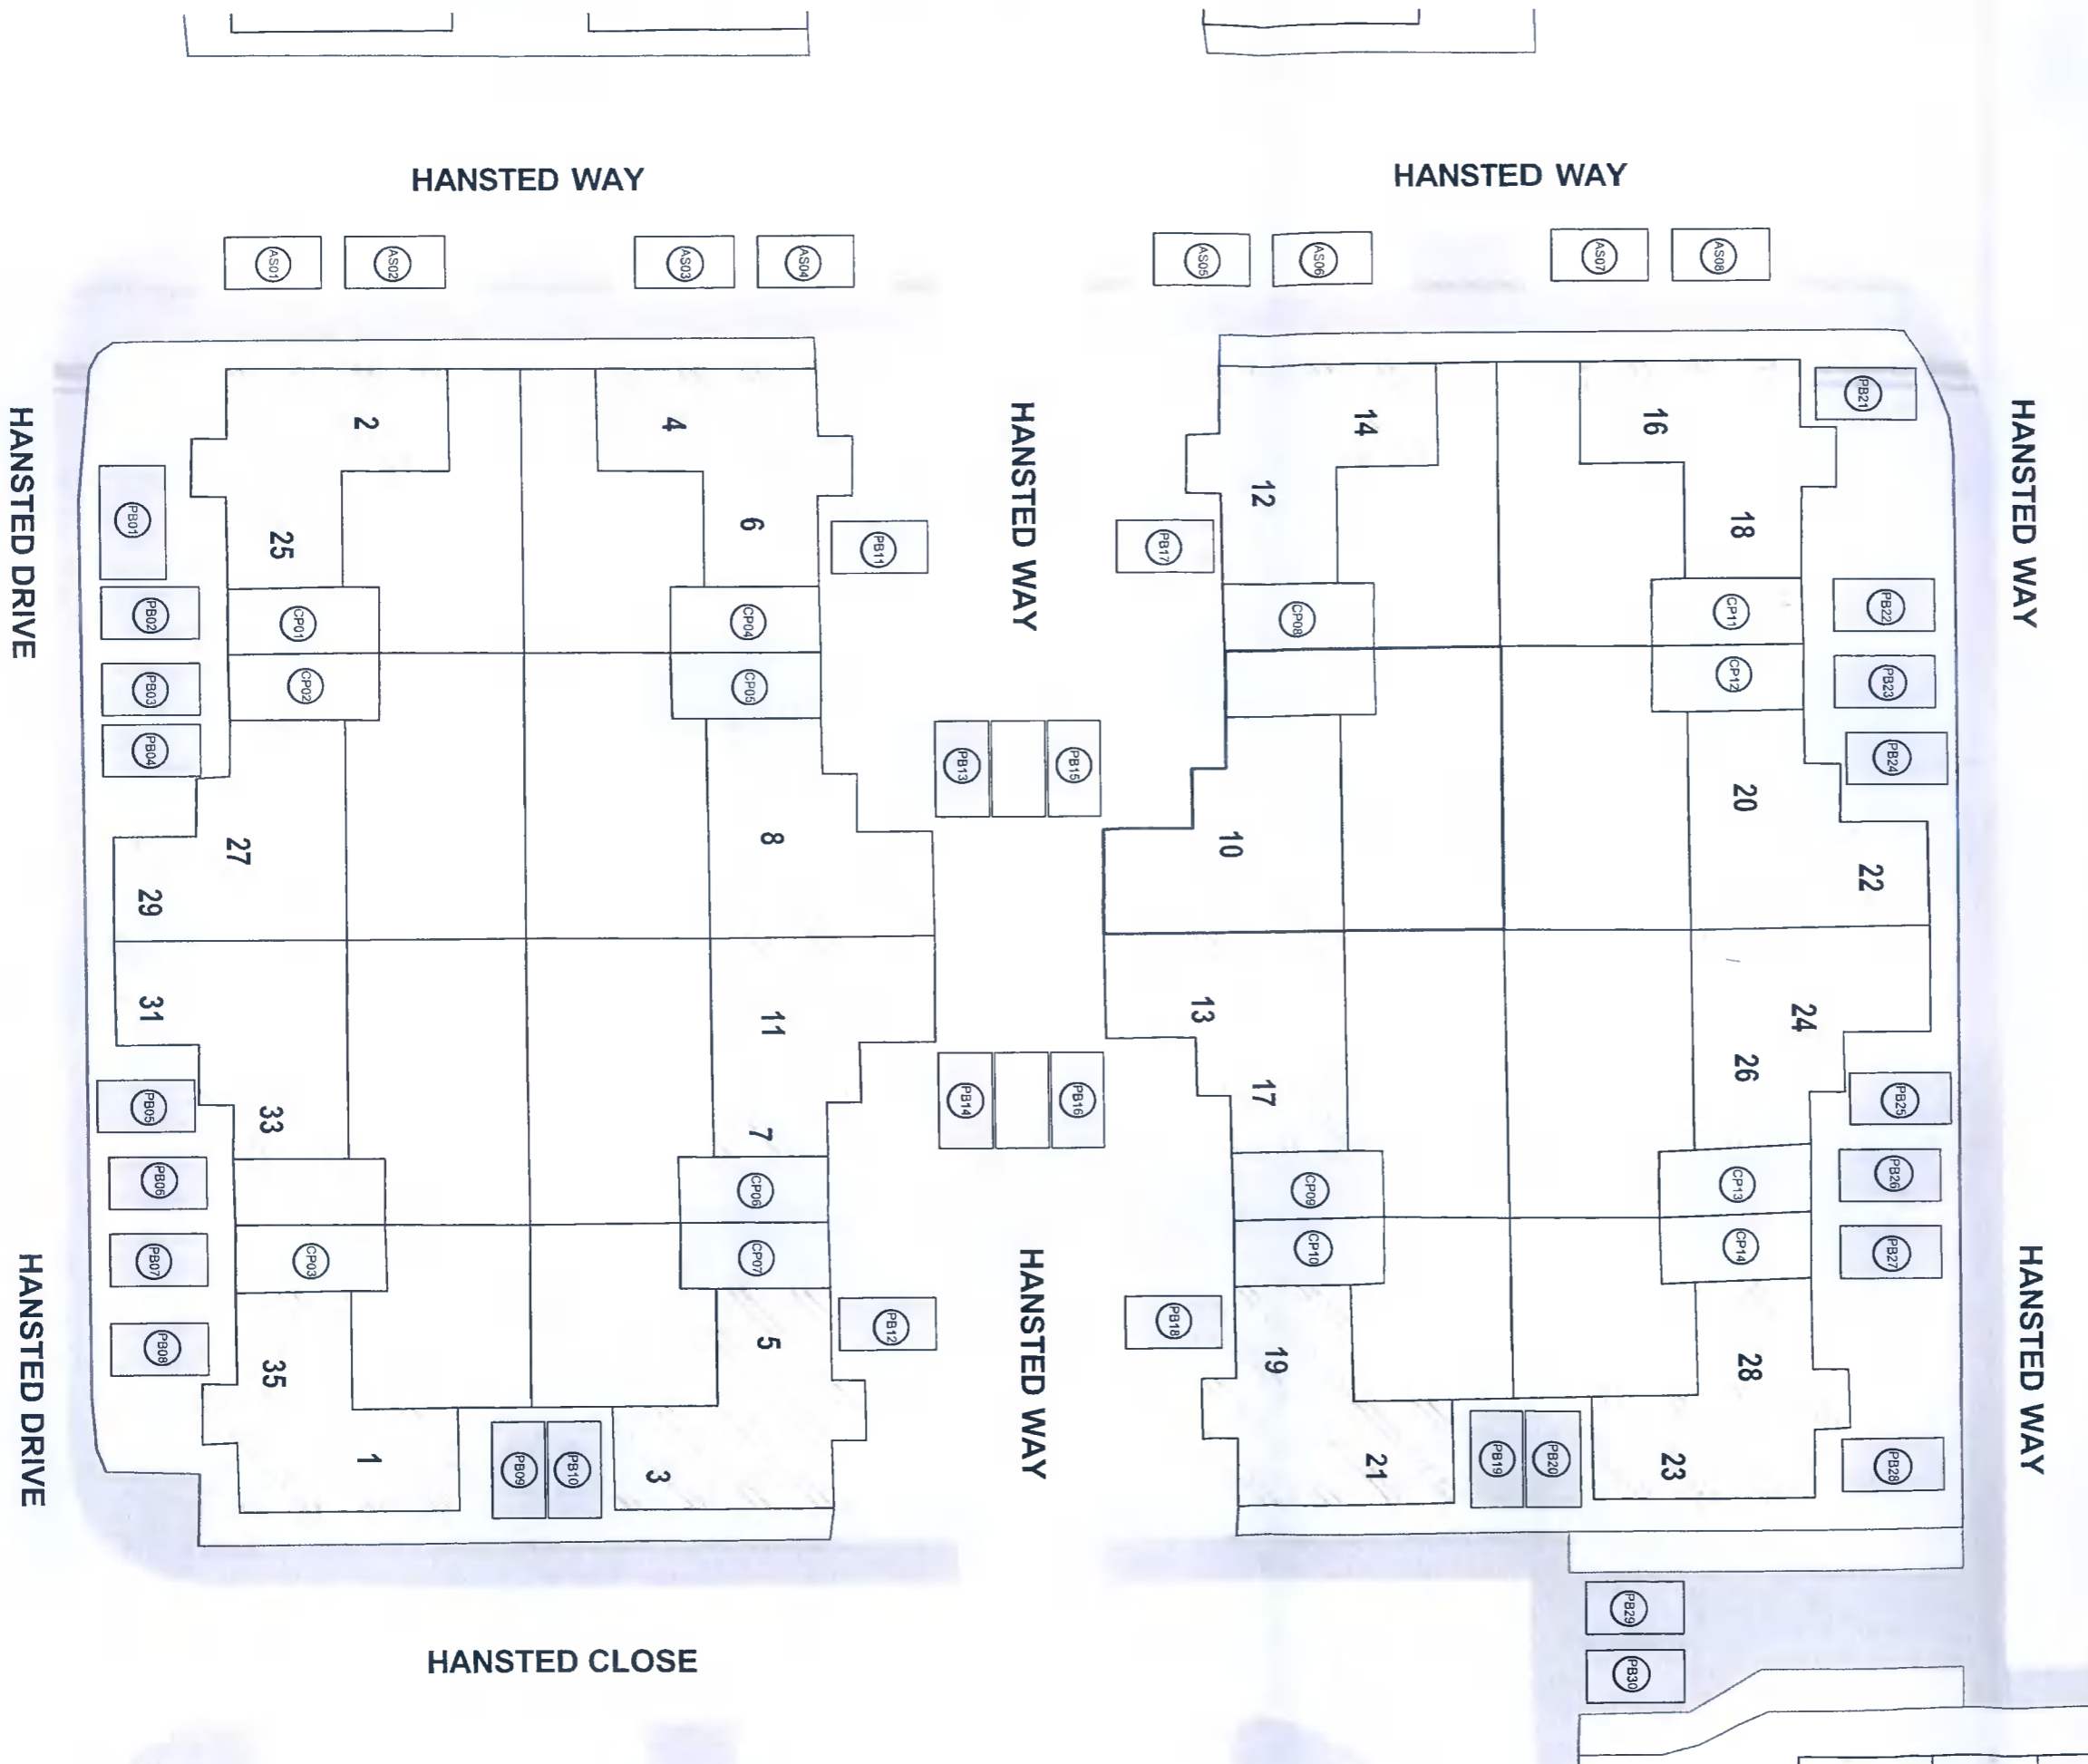 HANSTED WAY
HANSTED WAY
AS01
AS02
AS03
AS04
AS05
AS06
AS07
AS08
HANSTED DRIVE
HANSTED WAY
HANSTED WAY
2
4
14
16
PB21
PB01
25
6
PB11
PB17
12
18
PB02
CP01
CP04
CP08
CP11
PB22
PB03
CP02
CP05
CP12
PB23
PB04
PB13
PB15
PB24
27
8
10
20
22
29
31
11
13
24
33
7
17
26
PB05
PB14
PB16
PB25
PB06
CP06
CP09
CP13
PB26
PB07
CP03
CP07
CP10
CP14
PB27
HANSTED DRIVE
HANSTED WAY
HANSTED WAY
PB08
35
5
PB12
PB18
19
28
1
PB09
PB10
3
21
PB19
PB20
23
PB28
PB29
HANSTED CLOSE
PB30